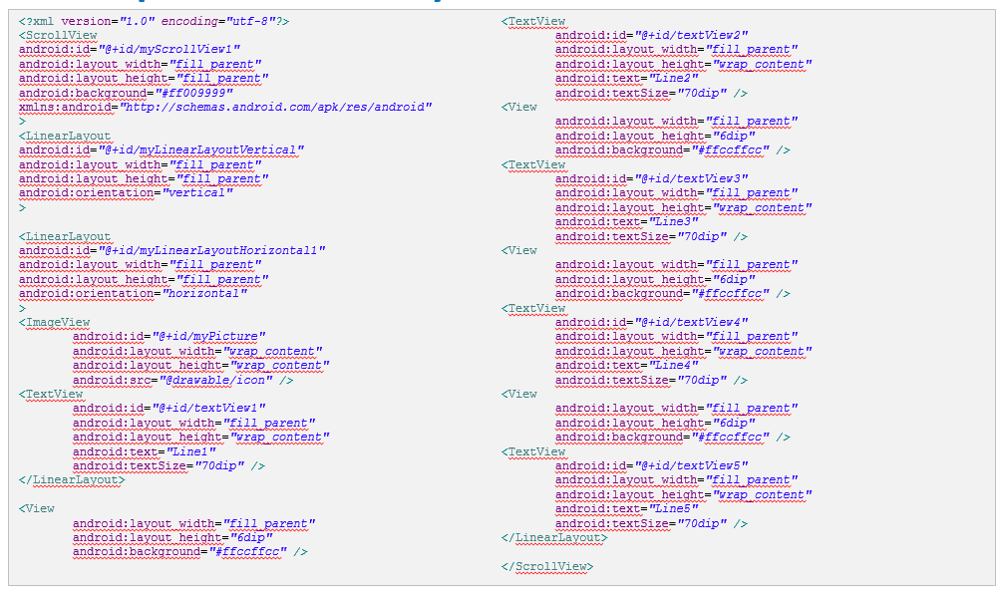 <?xml version="1.0" encoding="utf-8"?>
<ScrollView
android:id="@+id/myScrollView1"
android:layout_width="fill_parent"
android:layout_height="fill_parent"
android:background="#ff009999"
xmlns:android="http://schemas.android.com/apk/res/android"
>
<LinearLayout
android:id="@+id/myLinearLayoutVertical"
android:layout_width="fill_parent"
android:layout_height="fill_parent"
android:orientation="vertical"
>
<LinearLayout
android:id="@+id/myLinearLayoutHorizontal1"
android:layout_width="fill_parent"
android:layout_height="fill_parent"
android:orientation="horizontal"
>
<ImageView
android:id="@+id/myPicture"
android:layout_width="wrap_content"
android:layout_height="wrap_content"
android:src="@drawable/icon" />
<TextView
android:id="@+id/textView1"
android:layout_width="fill_parent"
android:layout_height="wrap_content"
android:text="Line1"
android:textSize="70dip" />
</LinearLayout>
<View
android:layout_width="fill_parent"
android:layout_height="6dip"
android:background="#ffccffcc" />
<TextView
android:id="@+id/textView2"
android:layout_width="fill_parent"
android:layout_height="wrap_content"
android:text="Line2"
android:textSize="70dip" />
<View
android:layout_width="fill_parent"
android:layout_height="6dip"
android:background="#ffccffcc" />
<TextView
android:id="@+id/textView3"
android:layout_width="fill_parent"
android:layout_height="wrap_content"
android:text="Line3"
android:textSize="70dip" />
<View
android:layout_width="fill_parent"
android:layout_height="6dip"
android:background="#ffccffcc" />
<TextView
android:id="@+id/textView4"
android:layout_width="fill_parent"
android:layout_height="wrap_content"
android:text="Line4"
android:textSize="70dip" />
<View
android:layout_width="fill_parent"
android:layout_height="6dip"
android:background="#ffccffcc" />
<TextView
android:id="@+id/textView5"
android:layout_width="fill_parent"
android:layout_height="wrap_content"
android:text="Line5"
android:textSize="70dip" />
</LinearLayout>
</ScrollView>